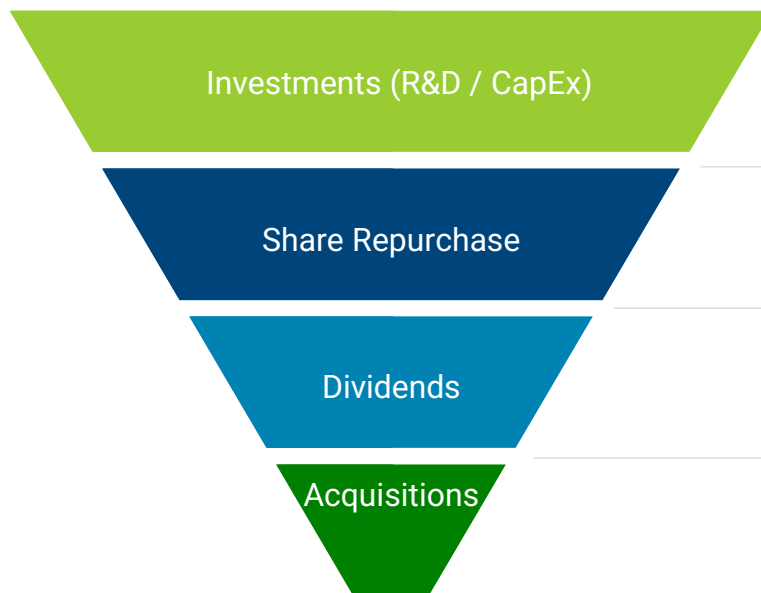 Investments (R&D / CapEx)
Share Repurchase
Dividends
Acquisitions